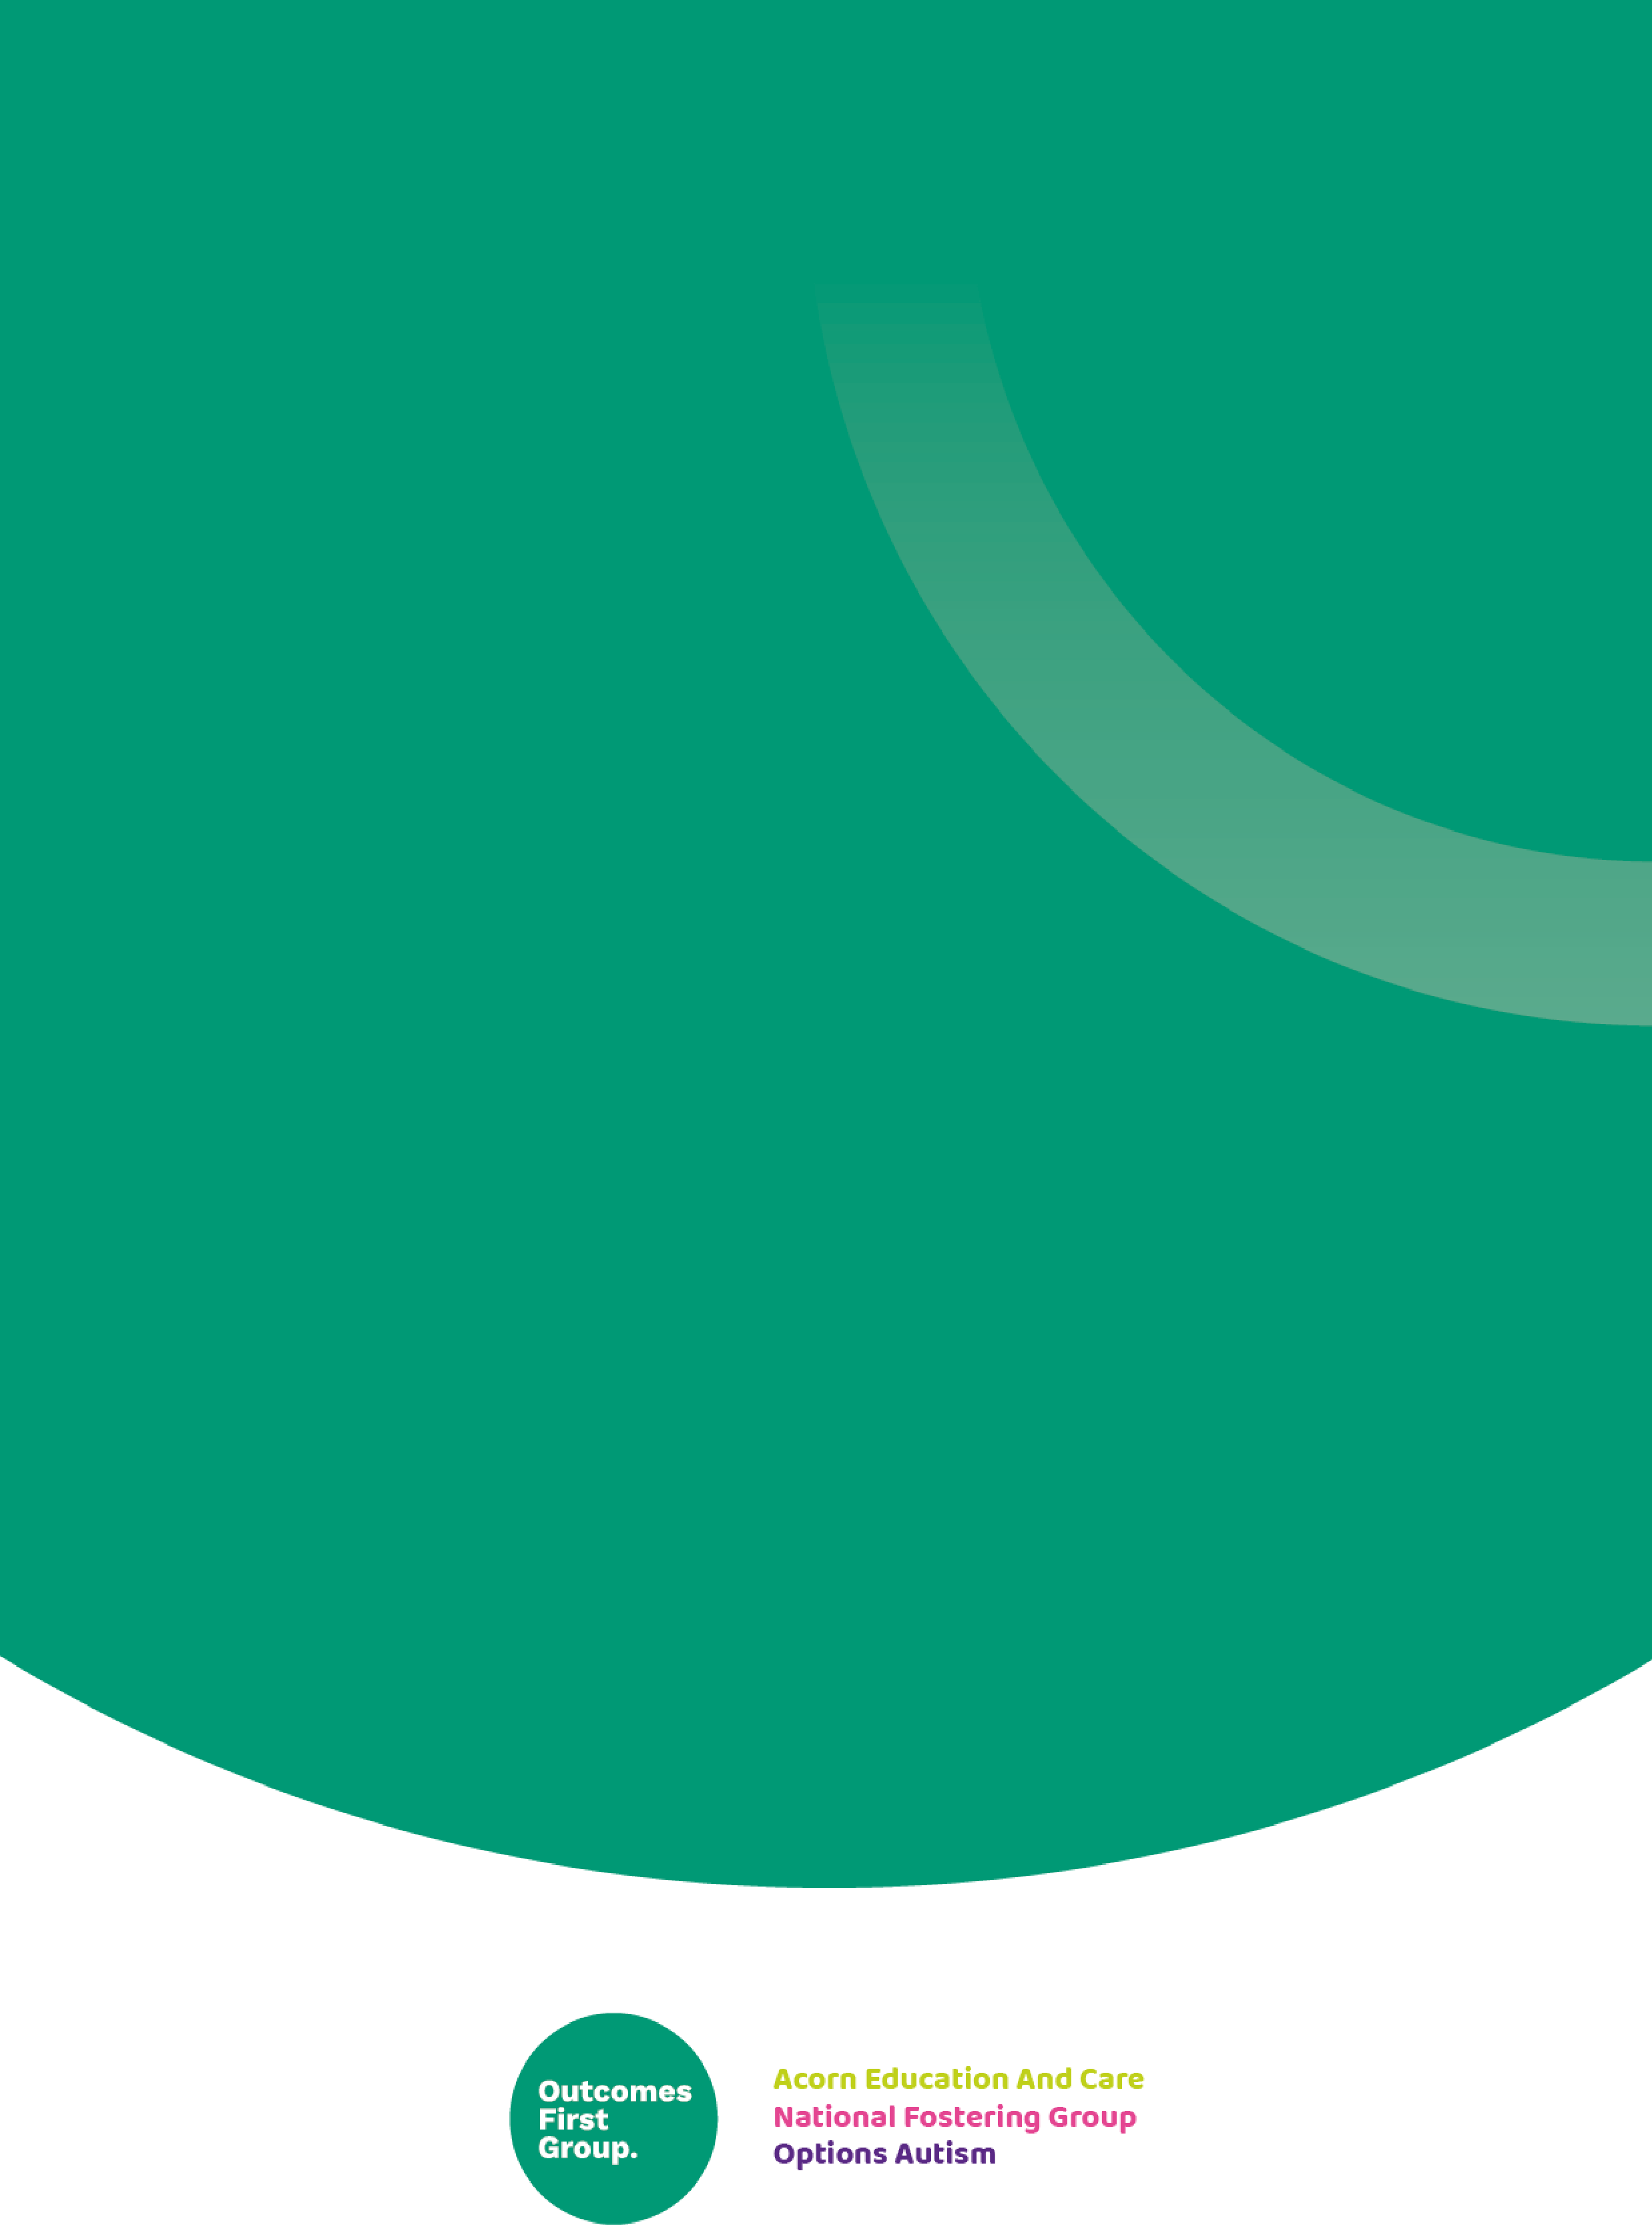 Outcomes
First
Group.
Acorn Education And Care
National Fostering Group
Options Autism